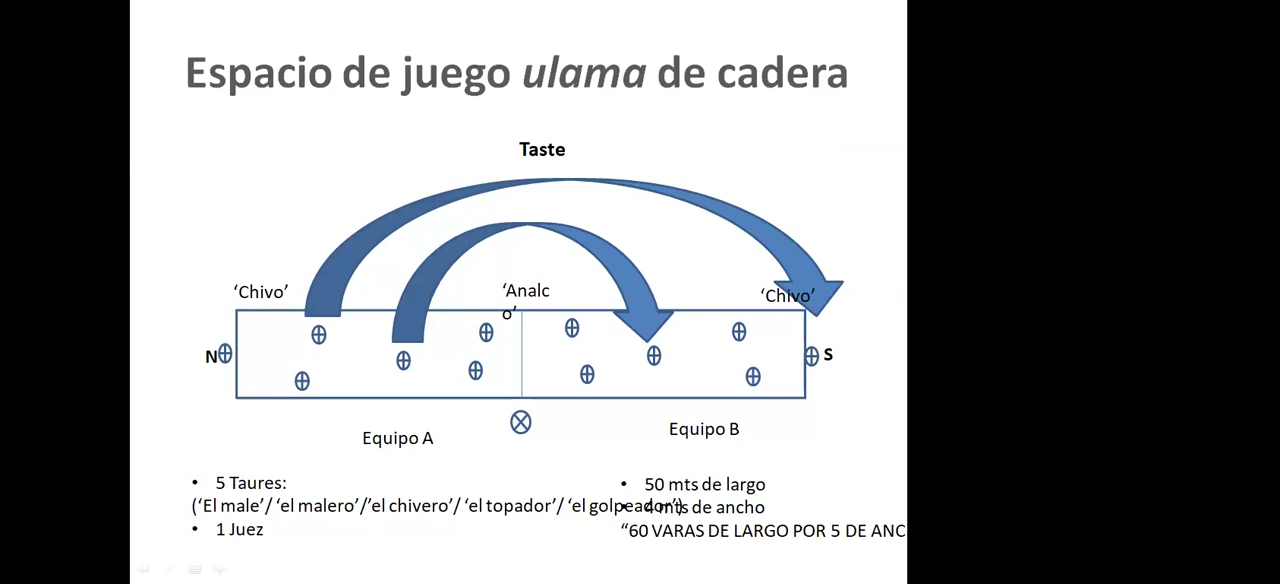 Espacio de juego ulama de cadera
Taste
‘Chivo’
‘Analc
o’
‘Chivo’
N
S
Equipo A
Equipo B
• 5 Taures:
(‘El male’/ ‘el malero’/’el chivero’/ ‘el topador’/ ‘el golpeador’)
• 1 Juez
• 50 mts de largo
• 4 mts de ancho
“60 VARAS DE LARGO POR 5 DE ANC